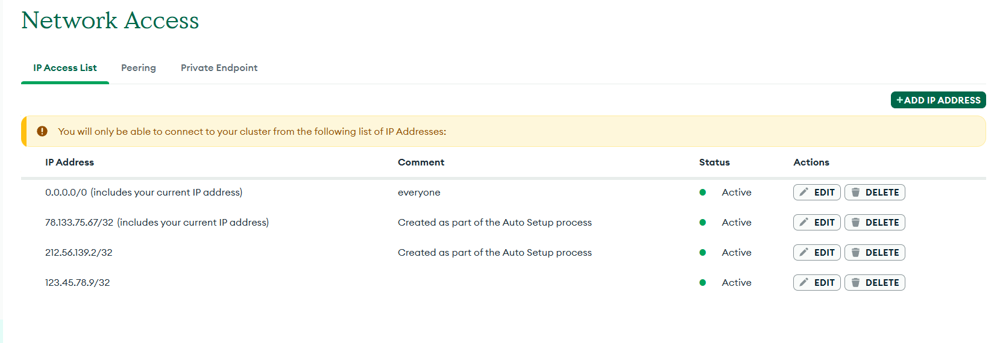 Network Access
IP Access List Peering Private Endpoint
+ADD IP ADDRESS
You will only be able to connect to your cluster from the following list of IP Addresses:
IP Address Comment Status Actions
0.0.0.0/0 (includes your current IP address) everyone Active EDIT DELETE
78.133.75.67/32 (includes your current IP address) Created as part of the Auto Setup process Active EDIT DELETE
212.56.139.2/32 Created as part of the Auto Setup process Active EDIT DELETE
123.45.78.9/32 Active EDIT DELETE